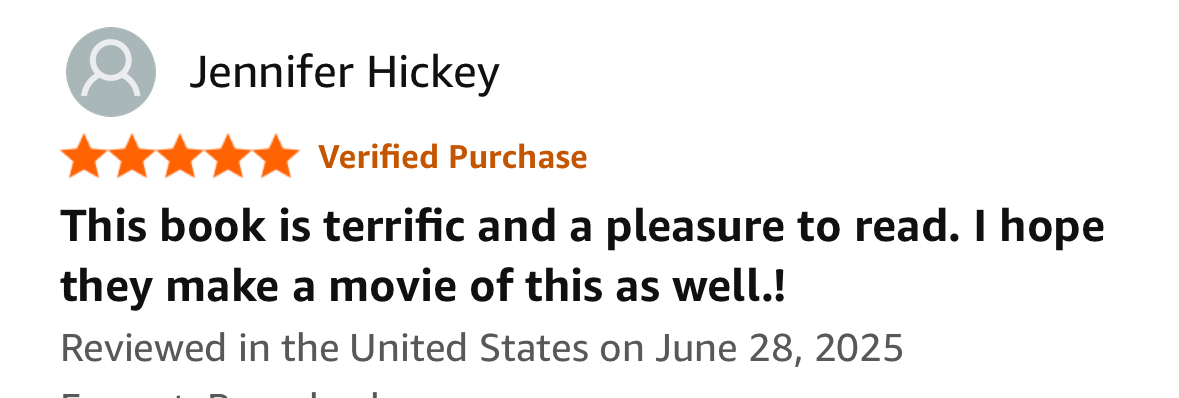 Jennifer Hickey
Verified Purchase
This book is terrific and a pleasure to read. I hope
they make a movie of this as well.!
Reviewed in the United States on June 28, 2025